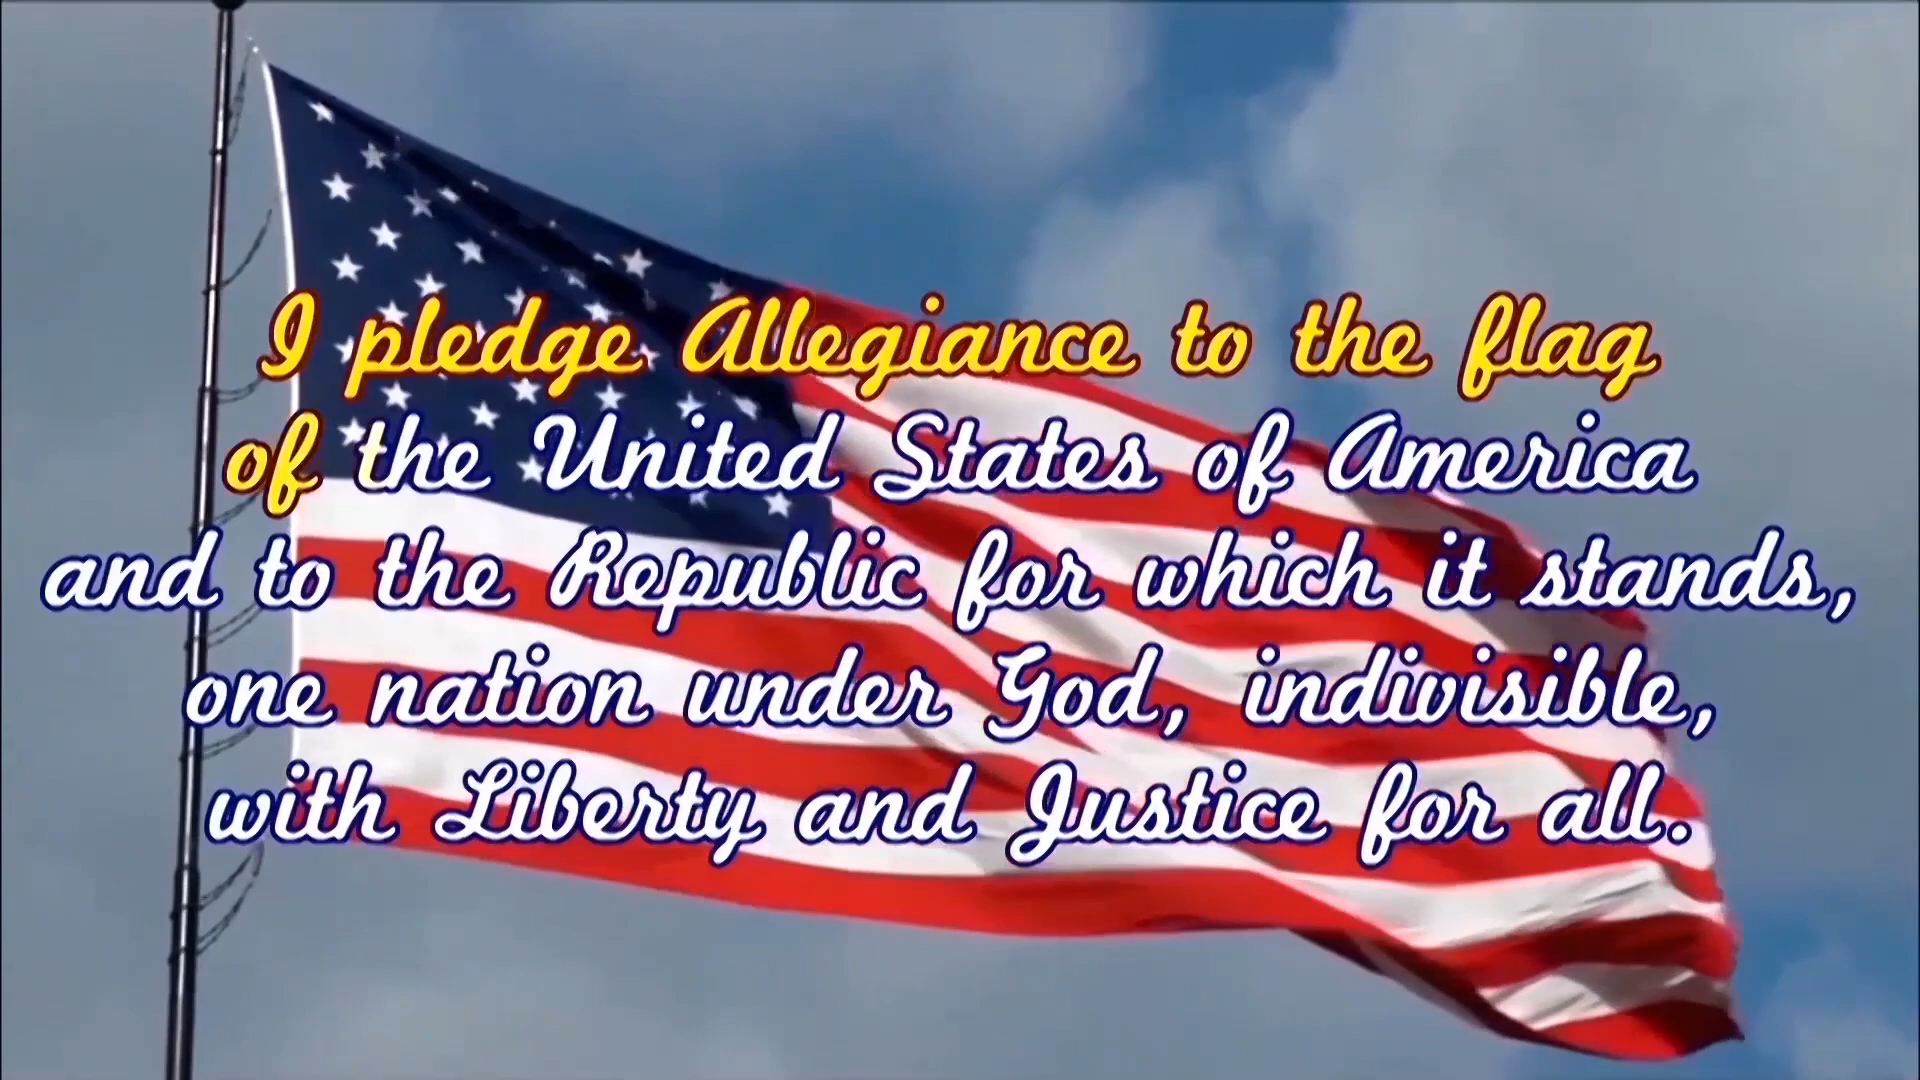 I pledge Allegiance to the flag
of the United States of America
and to the Republic for which it stands,
one nation under God, indivisible,
with Liberty and Justice for all.